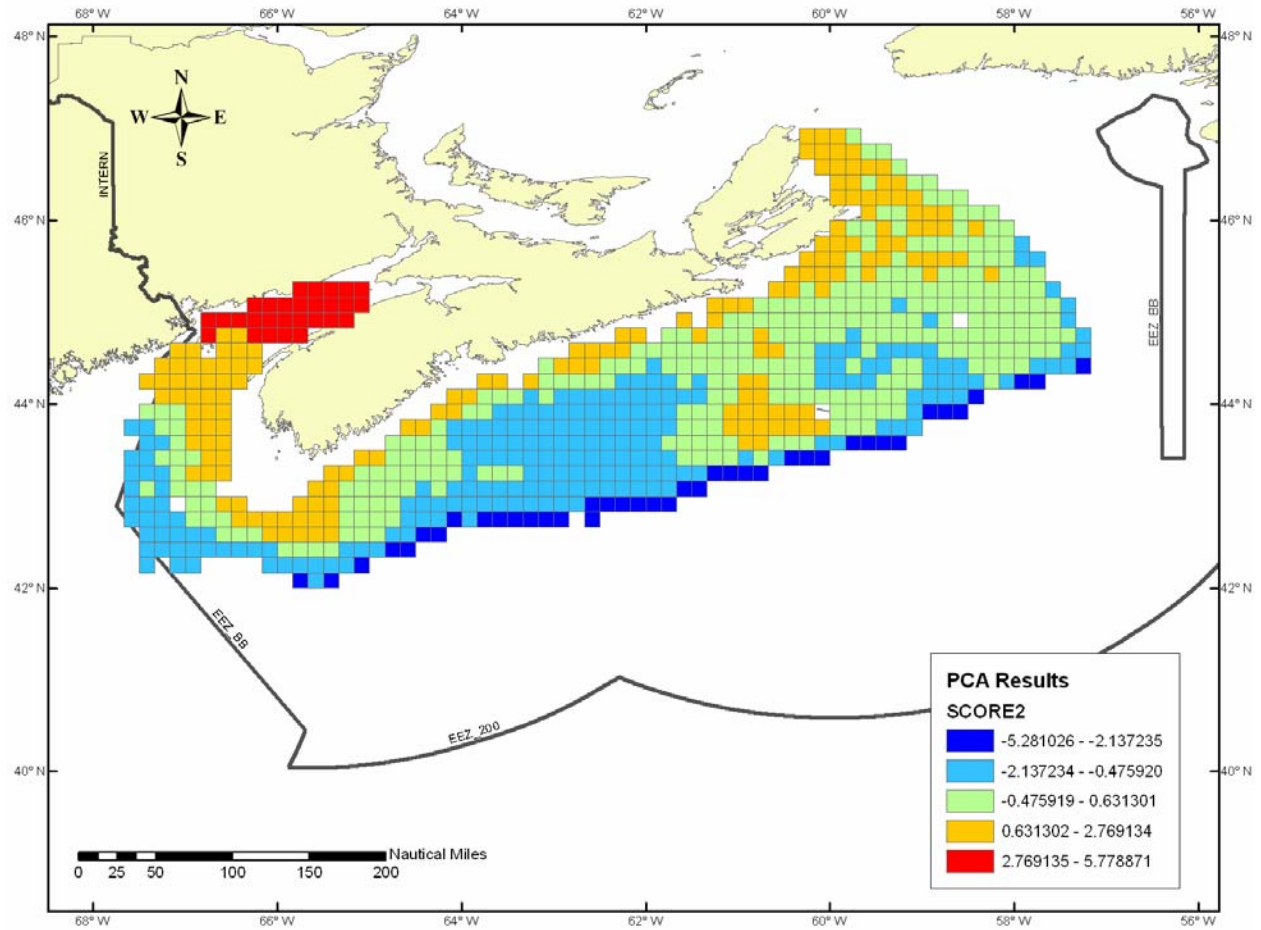 68° W 66° W 64° W 62° W 60° W 58° W 56° W
48° N 48° N
N
W E
S
INTERN
46° N 46° N
EEZ_BB
44° N 44° N
42° N 42° N
EEZ_BB
EEZ_200
40° N 40° N
PCA Results
SCORE2
-5.281026 - -2.137235
-2.137234 - -0.475920
-0.475919 - 0.631301
0.631302 - 2.769134
2.769135 - 5.778871
Nautical Miles
0 25 50 100 150 200
68° W 66° W 64° W 62° W 60° W 58° W 56° W